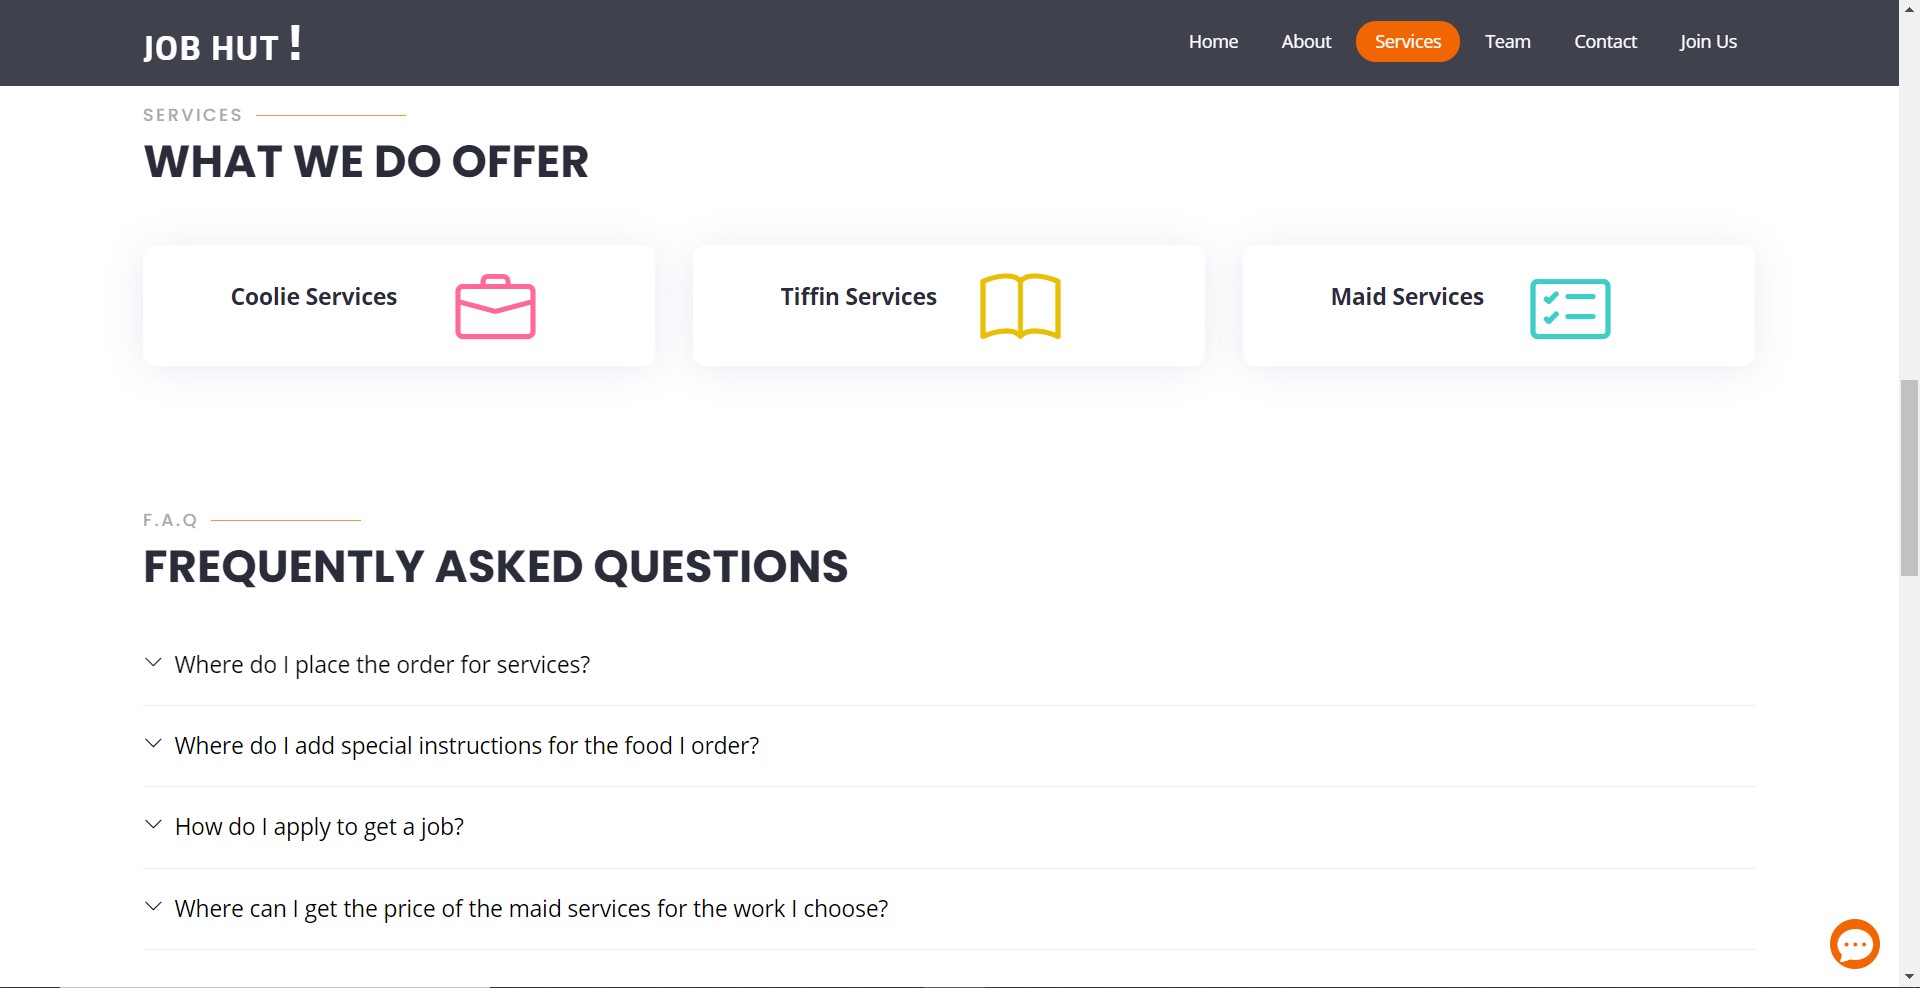 JOB HUT !
Home About Services Team Contact Join Us
SERVICES
WHAT WE DO OFFER
Coolie Services
Tiffin Services
Maid Services
F.A.Q
FREQUENTLY ASKED QUESTIONS
Where do I place the order for services?
Where do I add special instructions for the food I order?
How do I apply to get a job?
Where can I get the price of the maid services for the work I choose?